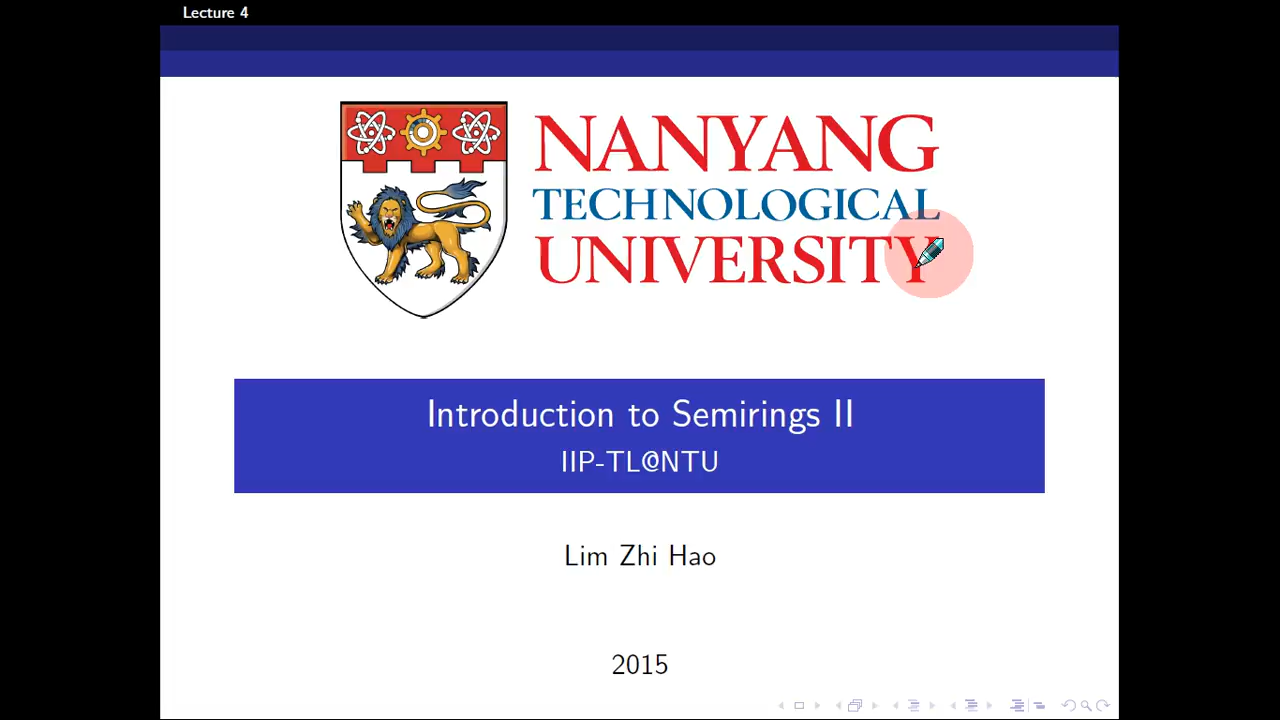 Lecture 4
NANYANG
TECHNOLOGICAL
UNIVERSITY
Introduction to Semirings II
IIP-TL@NTU
Lim Zhi Hao
2015